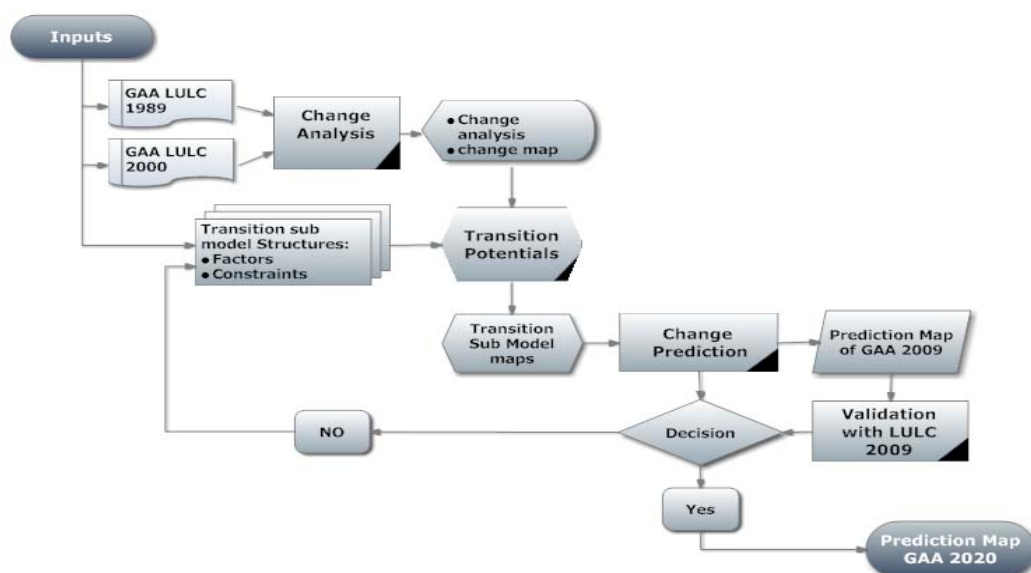 Inputs
GAA LULC
1989
GAA LULC
2000
Change
Analysis
• Change
analysis
• change map
Transition sub
model Structures:
• Factors
• Constraints
Transition
Potentials
Transition
Sub Model
maps
Change
Prediction
Prediction Map
of GAA 2009
Validation
with LULC
2009
Decision
NO
Yes
Prediction Map
GAA 2020